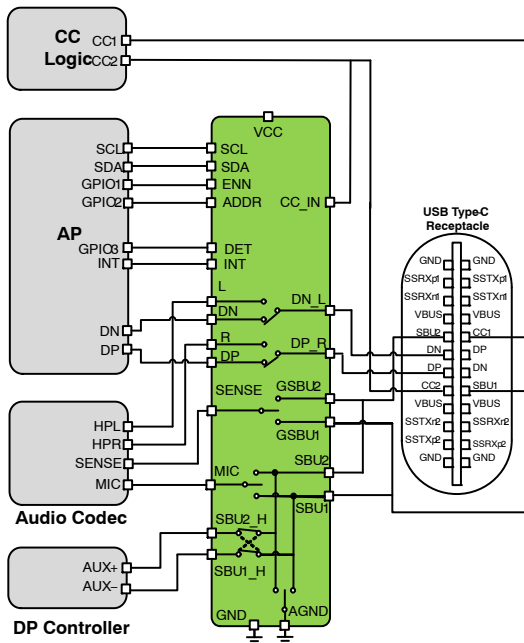 CC
Logic
CC1
CC2
AP
SCL
SDA
GPIO1
GPIO2
GPIO3
INT
DN
DP
HPL
HPR
SENSE
MIC
Audio Codec
AUX+
AUX−
DP Controller
VCC
SCL
SDA
ENN
ADDR
CC_IN
DET
INT
L
DN
DN_L
R
DP
DP_R
SENSE
GSBU2
GSBU1
MIC
SBU2
SBU1
SBU2_H
SBU1_H
GND
AGND
USB Type-C
Receptacle
GND GND
SSRXp1 SSTXp1
SSRXn1 SSTXn1
VBUS VBUS
SBU2 CC1
DN DP
DP DN
CC2 SBU1
VBUS VBUS
SSTXn2 SSRXn2
SSTXp2 SSRXp2
GND GND